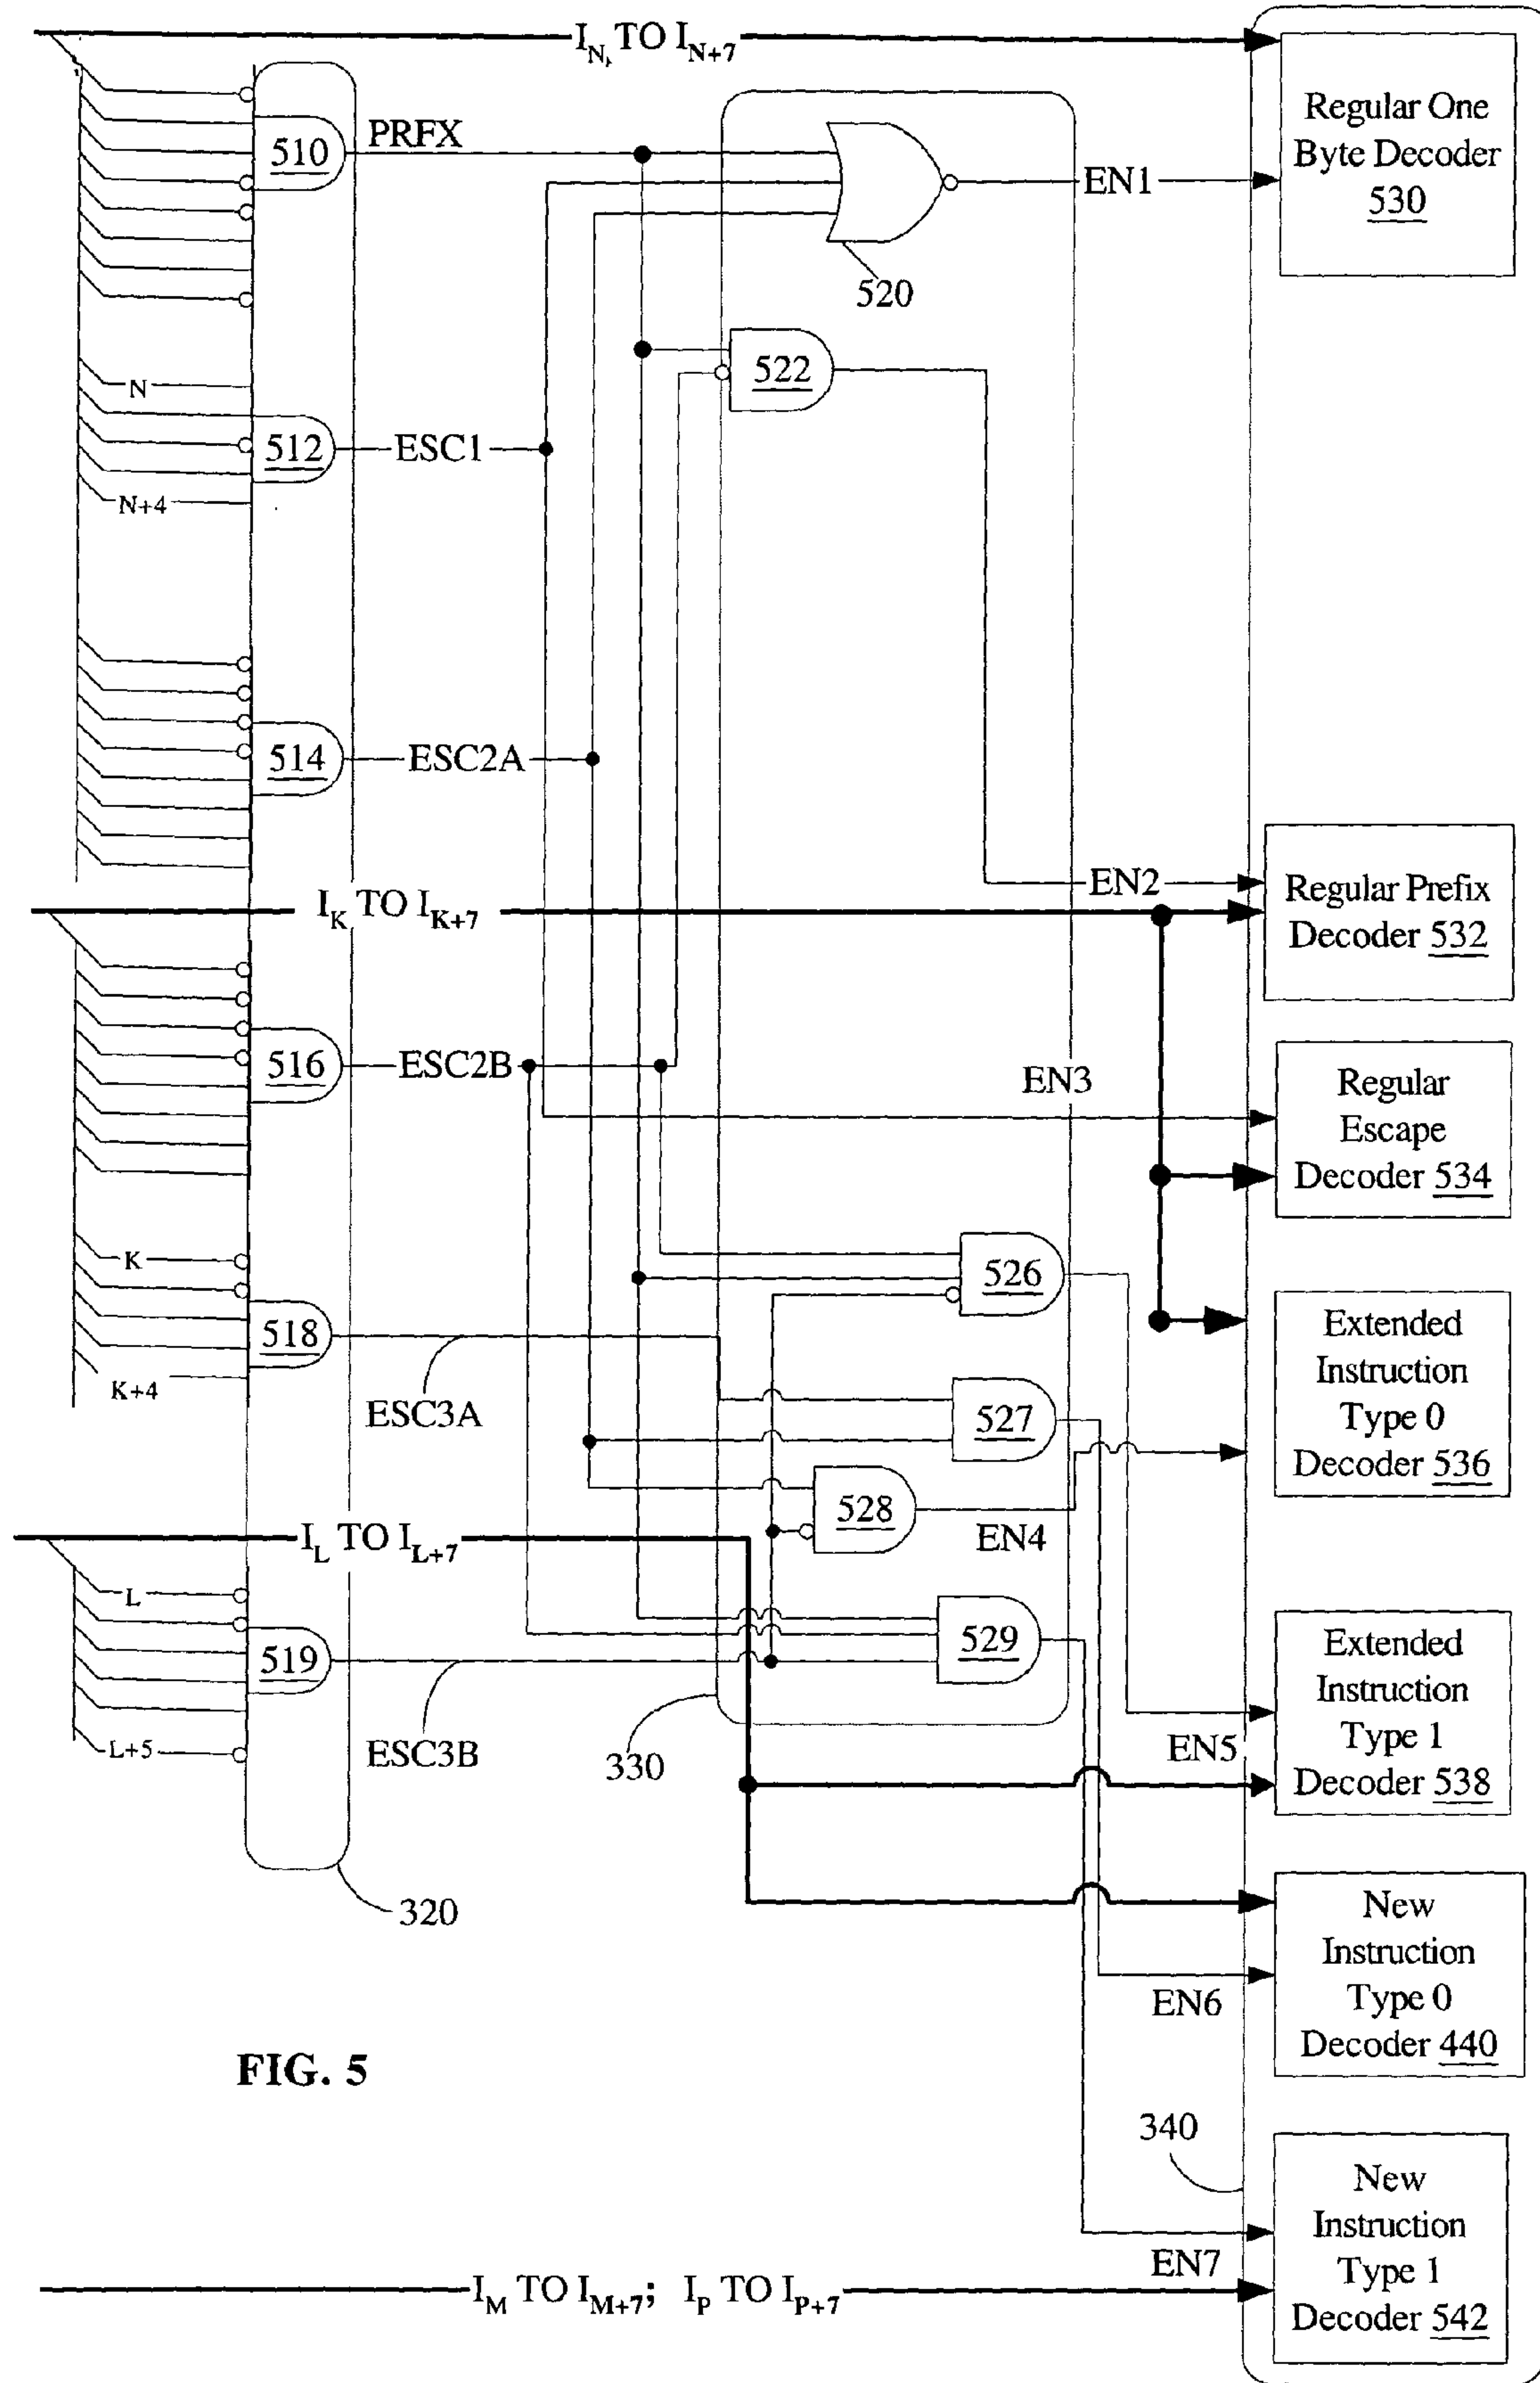 I_N, TO I_N+7
PRFX
510
EN1
Regular One
Byte Decoder
530
520
522
N
512
ESC1
N+4
514
ESC2A
I_K TO I_K+7
EN2
Regular Prefix
Decoder 532
516
ESC2B
EN3
Regular
Escape
Decoder 534
K
518
K+4
ESC3A
526
527
528
EN4
Extended
Instruction
Type 0
Decoder 536
I_L TO I_L+7
L
519
L+5
ESC3B
529
330
EN5
Extended
Instruction
Type 1
Decoder 538
320
New
Instruction
Type 0
Decoder 440
EN6
FIG. 5
340
New
Instruction
Type 1
Decoder 542
EN7
I_M TO I_M+7; I_P TO I_P+7